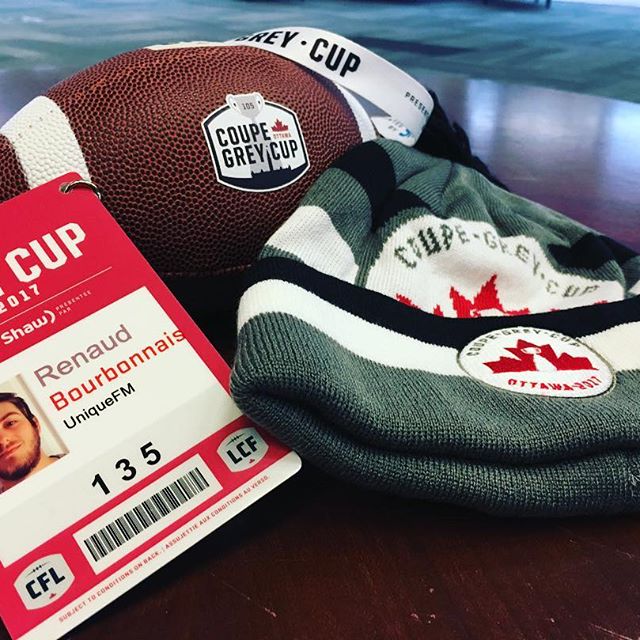 GREY · CUP
PRESENTE
105
COUPE
OTTAWA
GREY CUP
CUP
2017
Shaw) PRÉSENTÉE
PAR
Renaud
Bourbonnais
UniqueFM
135
LCF
CFL
SUBJECT TO CONDITIONS ON BACK. | ASSUJETTIE AUX CONDITIONS AU VERSO.
COUPE · GREY · CUP
COUPE · GREY · CUP
OTTAWA · 2017